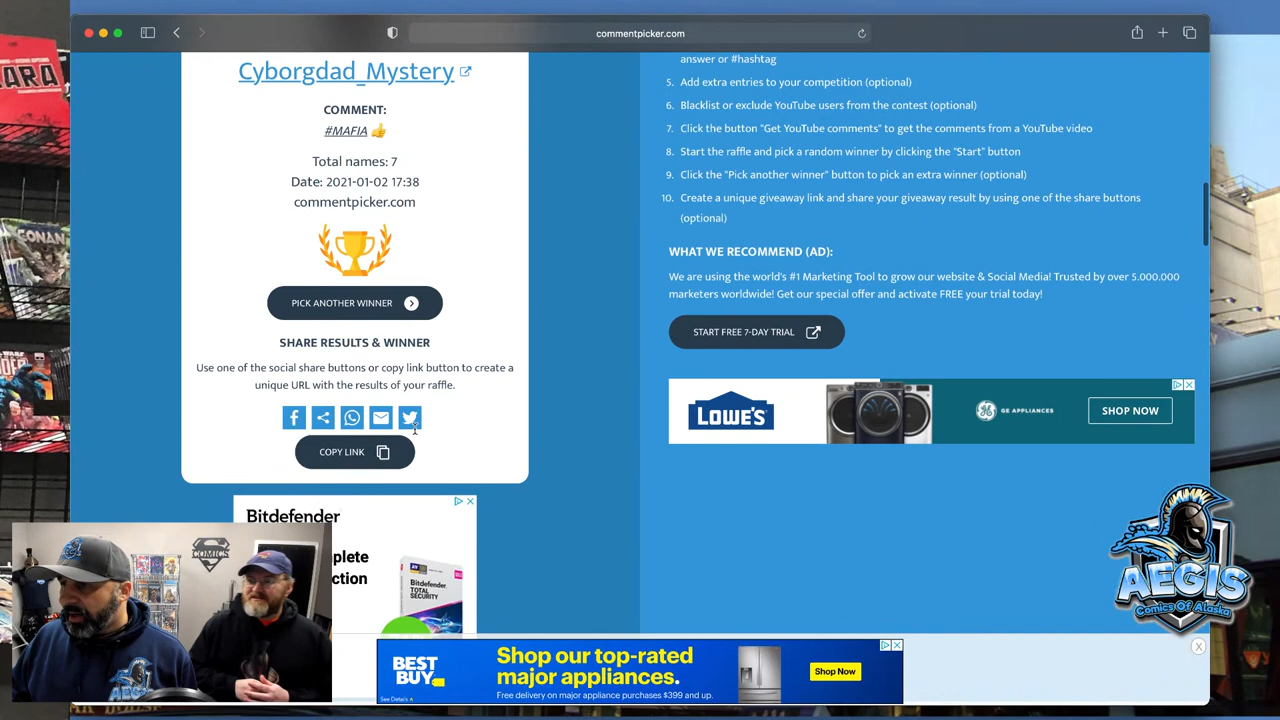 commentpicker.com
Cyborgdad_Mystery
COMMENT:
#MAFIA 👍
Total names: 7
Date: 2021-01-02 17:38
commentpicker.com
PICK ANOTHER WINNER
SHARE RESULTS & WINNER
Use one of the social share buttons or copy link button to create a
unique URL with the results of your raffle.
COPY LINK
Bitdefender
plete
ction
Bitdefender
TOTAL
SECURITY
answer or #hashtag
5. Add extra entries to your competition (optional)
6. Blacklist or exclude YouTube users from the contest (optional)
7. Click the button "Get YouTube comments" to get the comments from a YouTube video
8. Start the raffle and pick a random winner by clicking the "Start" button
9. Click the "Pick another winner" button to pick an extra winner (optional)
10. Create a unique giveaway link and share your giveaway result by using one of the share buttons
(optional)
WHAT WE RECOMMEND (AD):
We are using the world's #1 Marketing Tool to grow our website & Social Media! Trusted by over 5.000.000
marketers worldwide! Get our special offer and activate FREE your trial today!
START FREE 7-DAY TRIAL
LOWE'S
GE APPLIANCES
SHOP NOW
BEST
BUY
See Details
Shop our top-rated
major appliances.
Free delivery on major appliance purchases $399 and up.
Shop Now
X
AEGIS
Comics Of Alaska
COMICS
AEGIS
CONAN